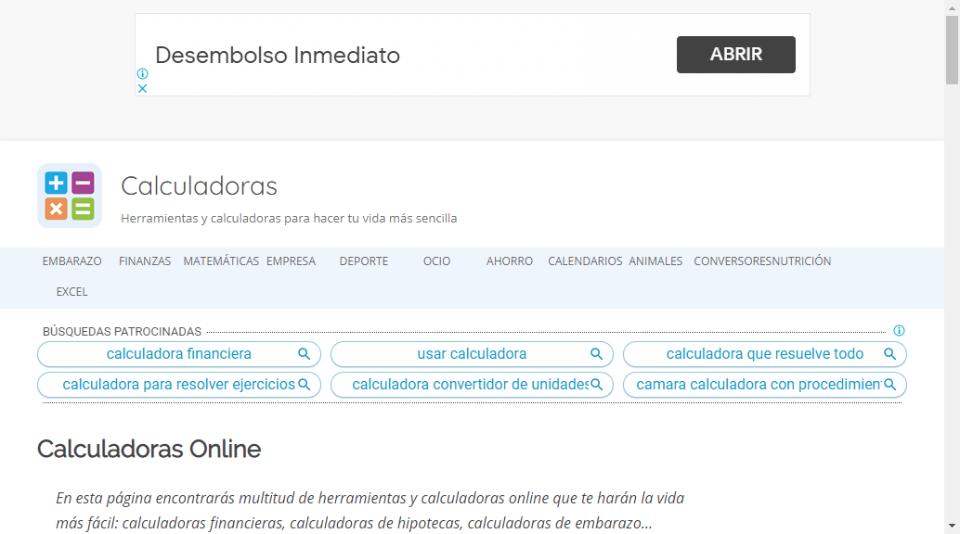 Desembolso Inmediato
ABRIR
Calculadoras
Herramientas y calculadoras para hacer tu vida más sencilla
EMBARAZO FINANZAS MATEMÁTICAS EMPRESA DEPORTE OCIO AHORRO CALENDARIOS ANIMALES CONVERSORESNUTRICIÓN
EXCEL
BÚSQUEDAS PATROCINADAS
calculadora financiera usar calculadora calculadora que resuelve todo
calculadora para resolver ejercicios calculadora convertidor de unidades camara calculadora con procedimien
Calculadoras Online
En esta página encontrarás multitud de herramientas y calculadoras online que te harán la vida
más fácil: calculadoras financieras, calculadoras de hipotecas, calculadoras de embarazo…